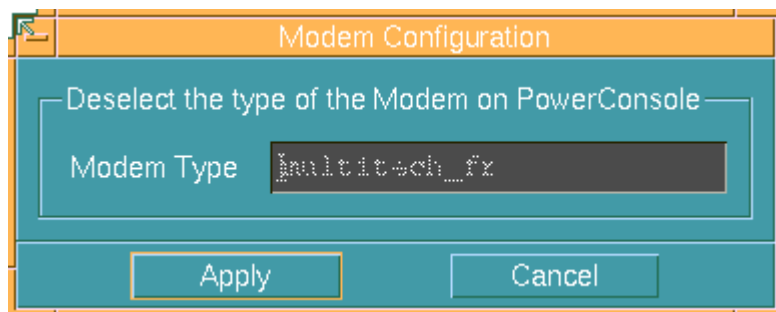 Modem Configuration
Deselect the type of the Modem on PowerConsole
Modem Type multitech_fx
Apply Cancel